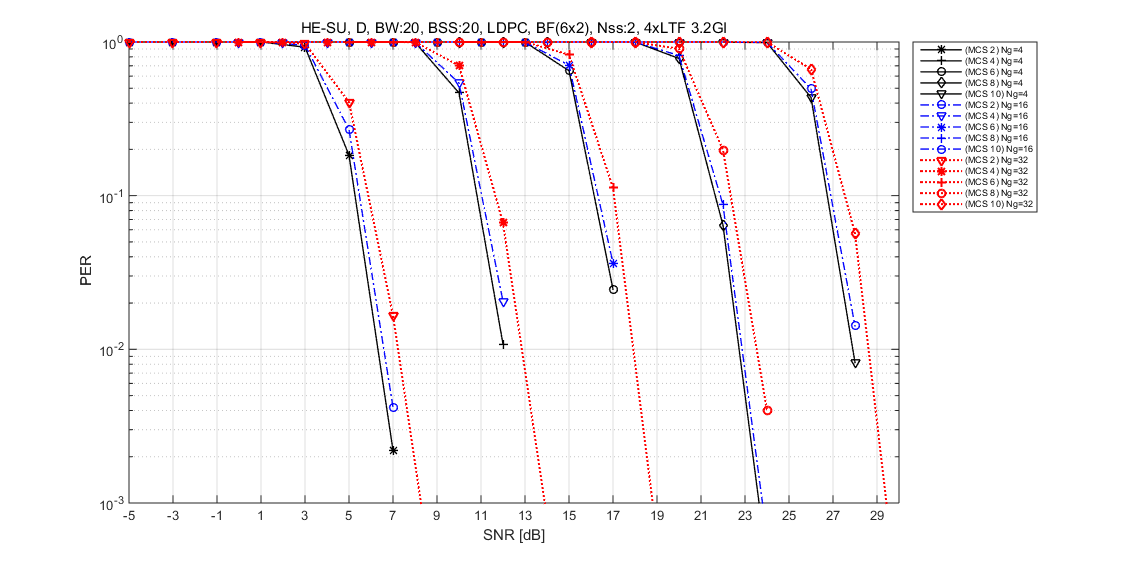 HE-SU, D, BW:20, BSS:20, LDPC, BF(6x2), Nss:2, 4xLTF 3.2GI
10^0
10^-1
10^-2
10^-3
PER
-5 -3 -1 1 3 5 7 9 11 13 15 17 19 21 23 25 27 29
SNR [dB]
(MCS 2) Ng=4
(MCS 4) Ng=4
(MCS 6) Ng=4
(MCS 8) Ng=4
(MCS 10) Ng=4
(MCS 2) Ng=16
(MCS 4) Ng=16
(MCS 6) Ng=16
(MCS 8) Ng=16
(MCS 10) Ng=16
(MCS 2) Ng=32
(MCS 4) Ng=32
(MCS 6) Ng=32
(MCS 8) Ng=32
(MCS 10) Ng=32